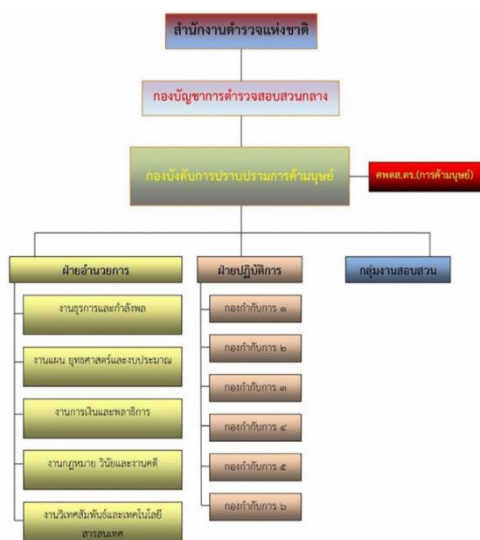 สำนักงานตำรวจแห่งชาติ
กองบัญชาการตำรวจสอบสวนกลาง
กองบังคับการปราบปรามการค้ามนุษย์
ศพดส.ตร.(การค้ามนุษย์)
ฝ่ายอำนวยการ
งานธุรการและกำลังพล
งานแผน ยุทธศาสตร์และงบประมาณ
งานการเงินและพลาธิการ
งานกฎหมาย วินัยและงานคดี
งานวิเทศสัมพันธ์และเทคโนโลยี
สารสนเทศ
ฝ่ายปฏิบัติการ
กองกำกับการ ๑
กองกำกับการ ๒
กองกำกับการ ๓
กองกำกับการ ๔
กองกำกับการ ๕
กองกำกับการ ๖
กลุ่มงานสอบสวน